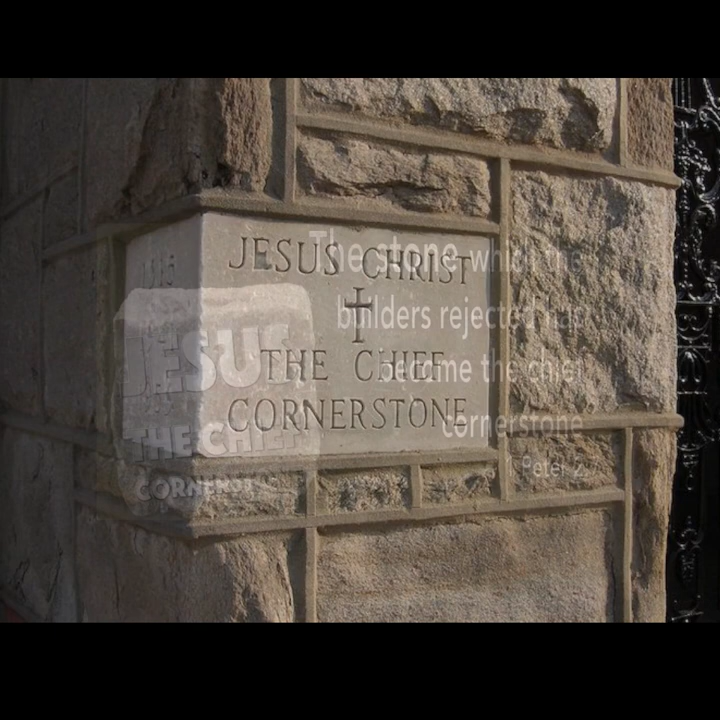 JESUS CHRIST
THE CHIEF
CORNERSTONE
The stone which the
builders rejected had
become the chief
cornerstone
Peter 2
JESUS
THE CHIEF